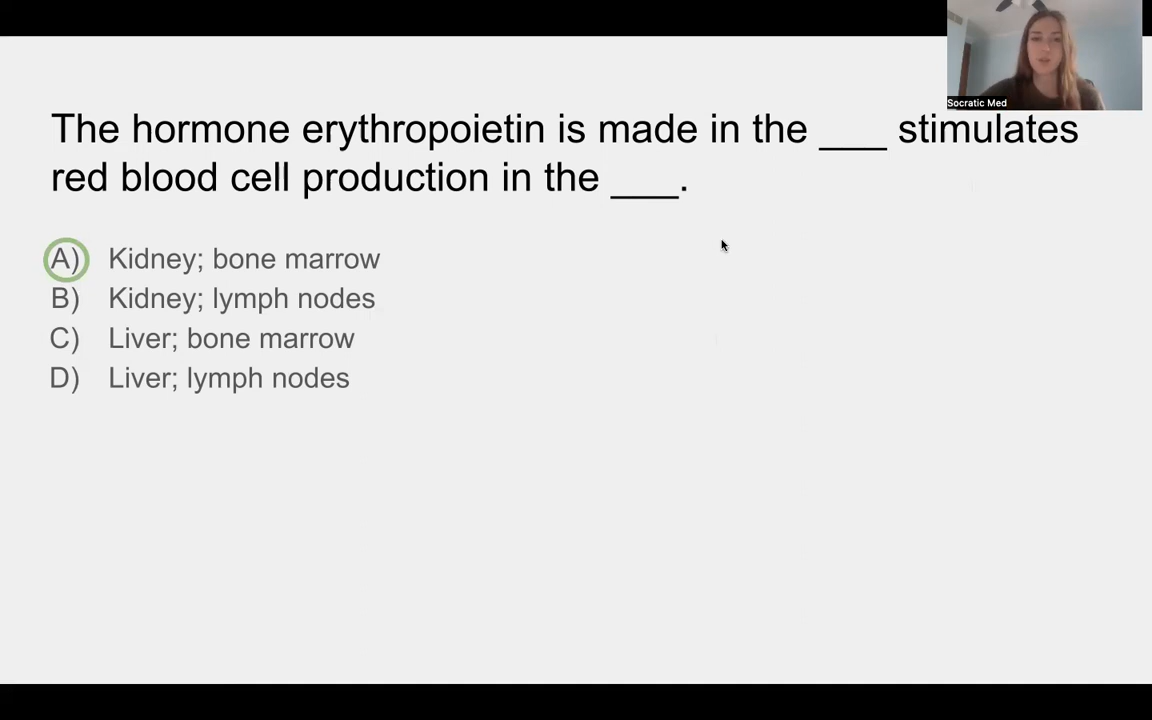 Socratic Med
The hormone erythropoietin is made in the ___ stimulates
red blood cell production in the ___.
A) Kidney; bone marrow
B) Kidney; lymph nodes
C) Liver; bone marrow
D) Liver; lymph nodes